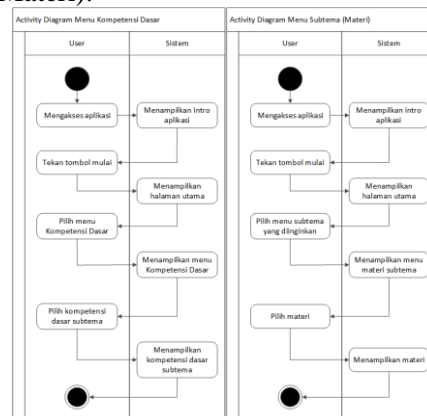 Materi).
Activity Diagram Menu Kompetensi Dasar
User
Sistem
Mengakses aplikasi
Menampilkan intro
aplikasi
Tekan tombol mulai
Menampilkan
halaman utama
Pilih menu
Kompetensi Dasar
Menampilkan menu
Kompetensi Dasar
Pilih kompetensi
dasar subtema
Menampilkan
kompetensi dasar
subtema
Activity Diagram Menu Subtema (Materi)
User
Sistem
Mengakses aplikasi
Menampilkan intro
aplikasi
Tekan tombol mulai
Menampilkan
halaman utama
Pilih menu subtema
yang diinginkan
Menampilkan menu
materi subtema
Pilih materi
Menampilkan materi